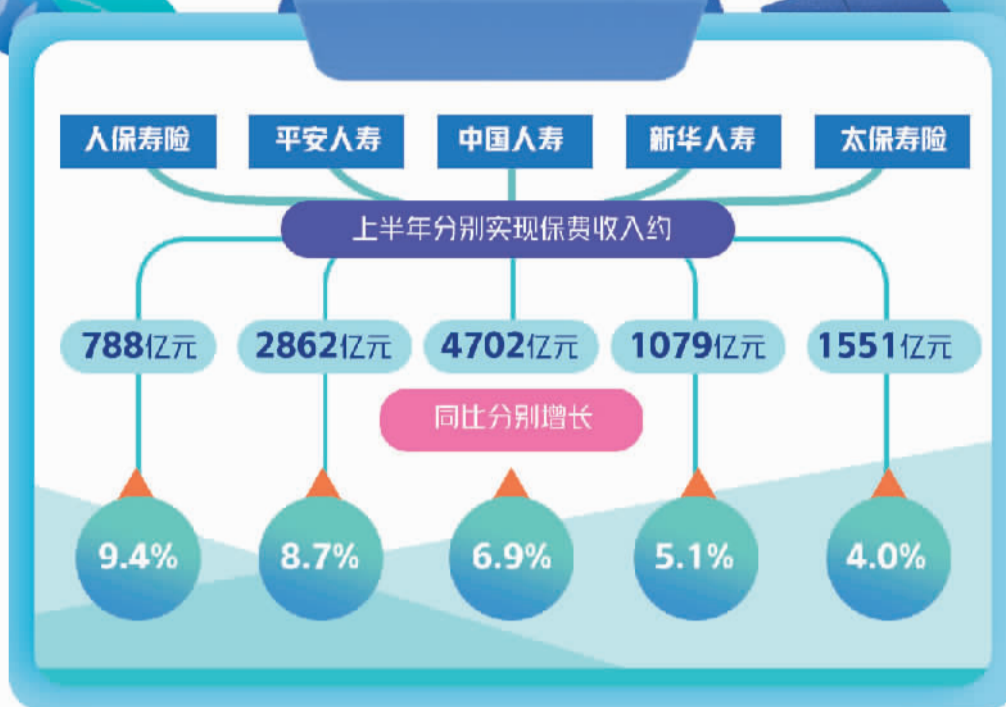 人保寿险 平安人寿 中国人寿 新华人寿 太保寿险
上半年分别实现保费收入约
788亿元 2862亿元 4702亿元 1079亿元 1551亿元
同比分别增长
9.4% 8.7% 6.9% 5.1% 4.0%